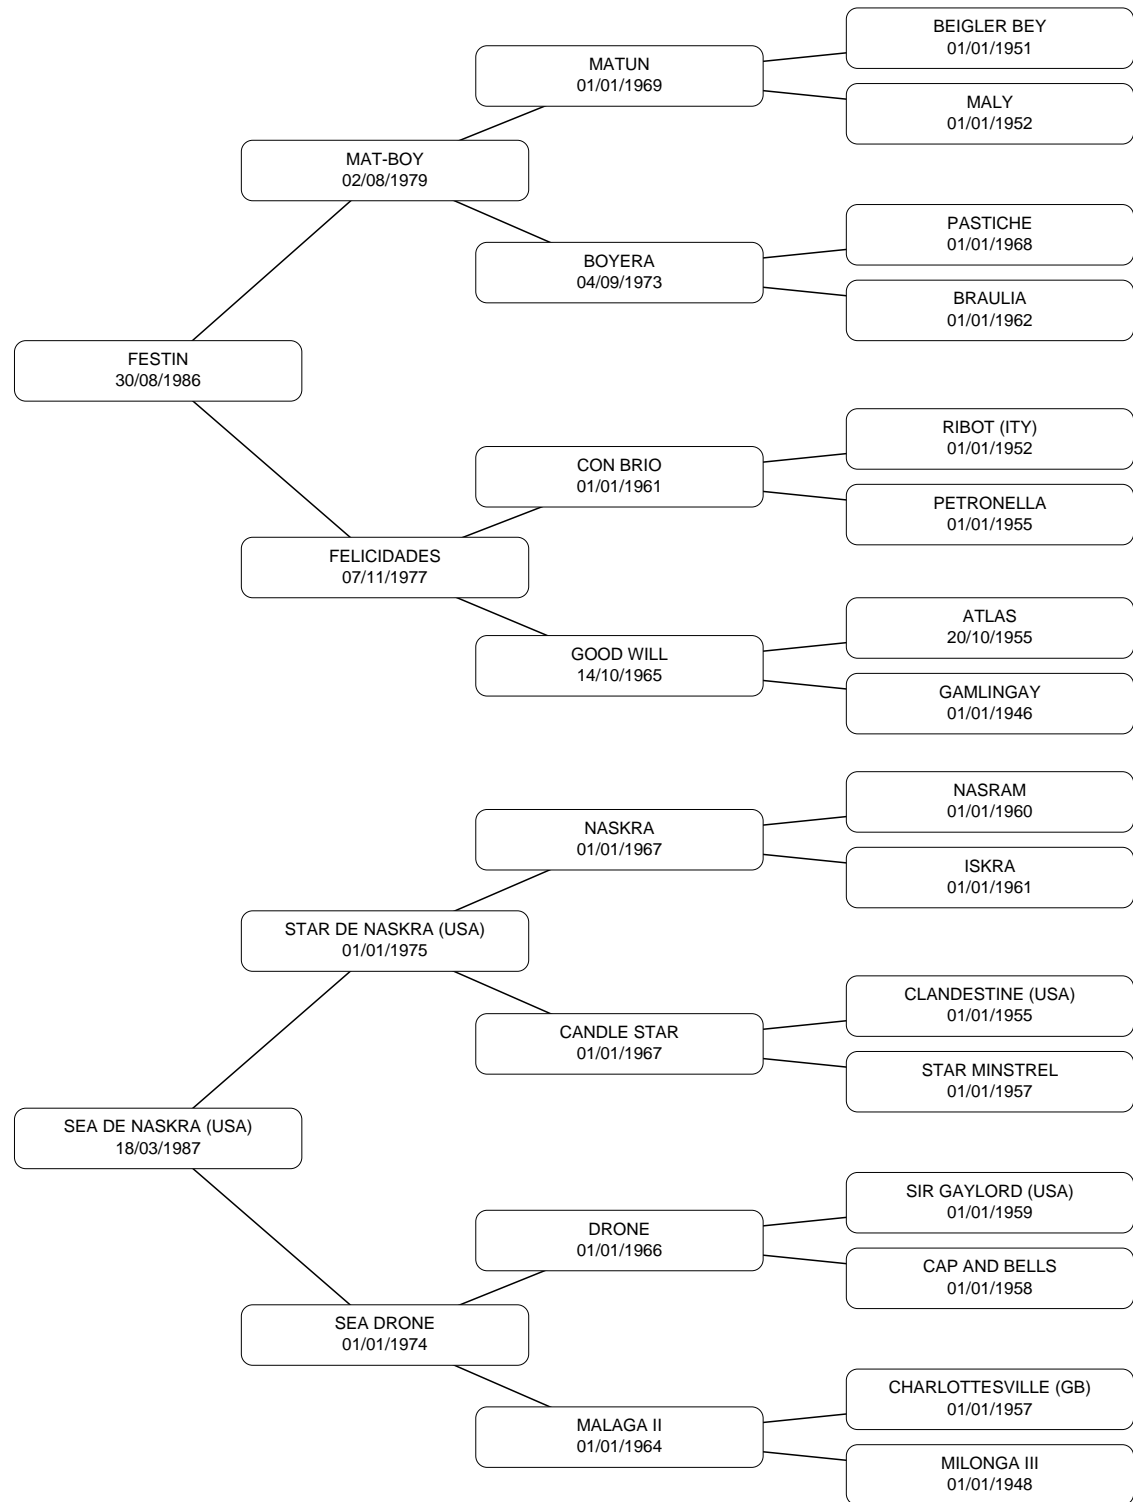 BEIGLER BEY
01/01/1951
MATUN
01/01/1969
MALY
01/01/1952
MAT-BOY
02/08/1979
PASTICHE
01/01/1968
BOYERA
04/09/1973
BRAULIA
01/01/1962
FESTIN
30/08/1986
RIBOT (ITY)
01/01/1952
CON BRIO
01/01/1961
PETRONELLA
01/01/1955
FELICIDADES
07/11/1977
ATLAS
20/10/1955
GOOD WILL
14/10/1965
GAMLINGAY
01/01/1946
NASRAM
01/01/1960
NASKRA
01/01/1967
ISKRA
01/01/1961
STAR DE NASKRA (USA)
01/01/1975
CLANDESTINE (USA)
01/01/1955
CANDLE STAR
01/01/1967
STAR MINSTREL
01/01/1957
SEA DE NASKRA (USA)
18/03/1987
SIR GAYLORD (USA)
01/01/1959
DRONE
01/01/1966
CAP AND BELLS
01/01/1958
SEA DRONE
01/01/1974
CHARLOTTESVILLE (GB)
01/01/1957
MALAGA II
01/01/1964
MILONGA III
01/01/1948